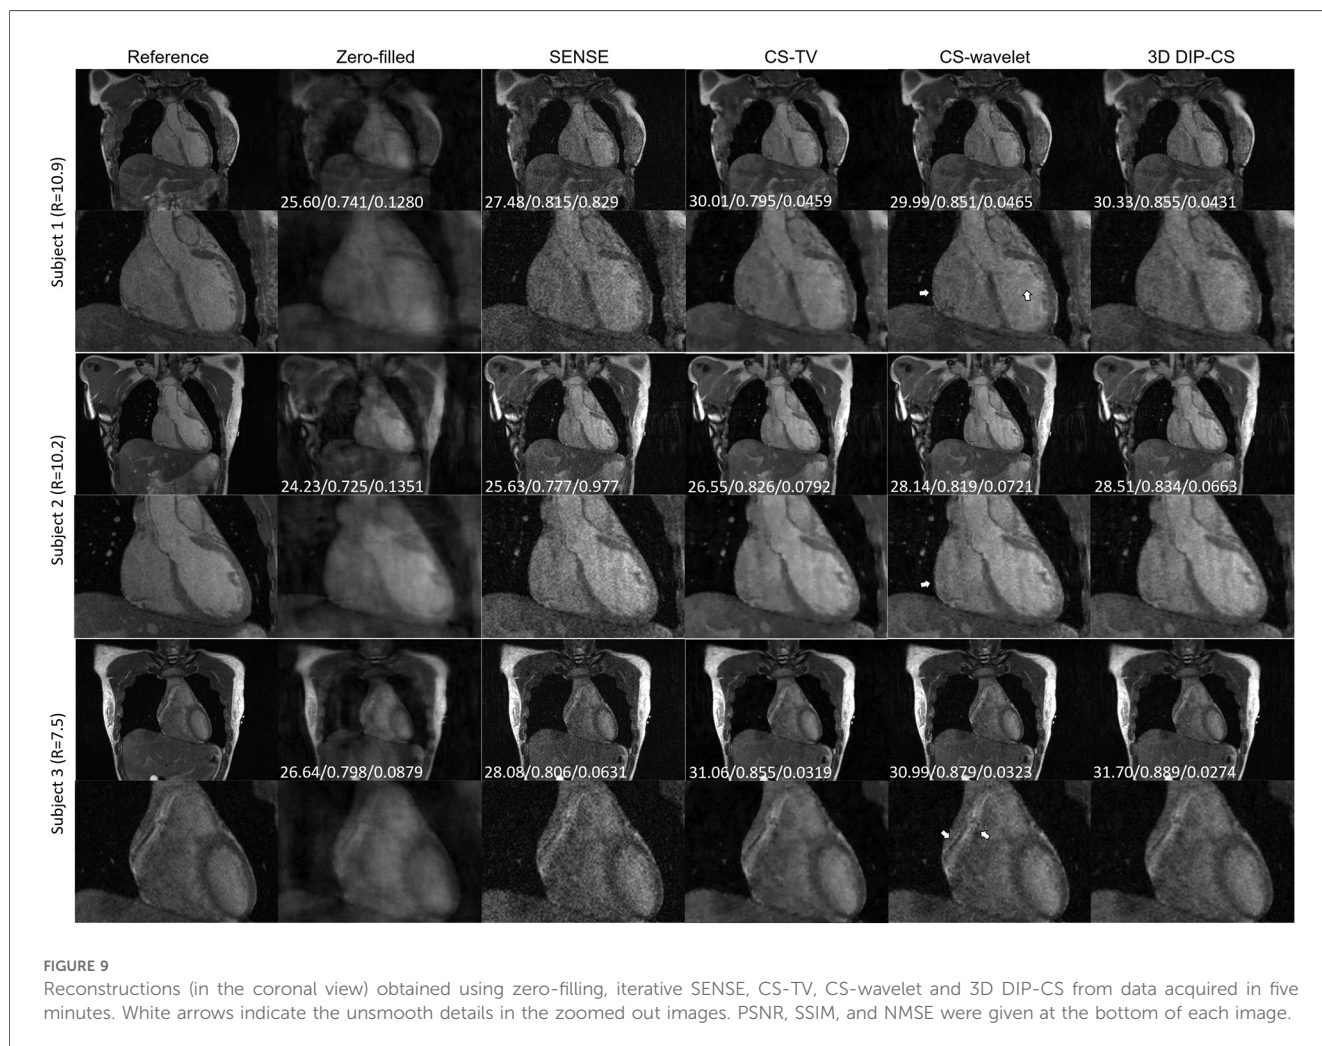 Reference Zero-filled SENSE CS-TV CS-wavelet 3D DIP-CS
Subject 1 (R=10.9)
25.60/0.741/0.1280 27.48/0.815/0.829 30.01/0.795/0.0459 29.99/0.851/0.0465 30.33/0.855/0.0431
Subject 2 (R=10.2)
24.23/0.725/0.1351 25.63/0.777/0.977 26.55/0.826/0.0792 28.14/0.819/0.0721 28.51/0.834/0.0663
Subject 3 (R=7.5)
26.64/0.798/0.0879 28.08/0.806/0.0631 31.06/0.855/0.0319 30.99/0.879/0.0323 31.70/0.889/0.0274
FIGURE 9
Reconstructions (in the coronal view) obtained using zero-filling, iterative SENSE, CS-TV, CS-wavelet and 3D DIP-CS from data acquired in five
minutes. White arrows indicate the unsmooth details in the zoomed out images. PSNR, SSIM, and NMSE were given at the bottom of each image.